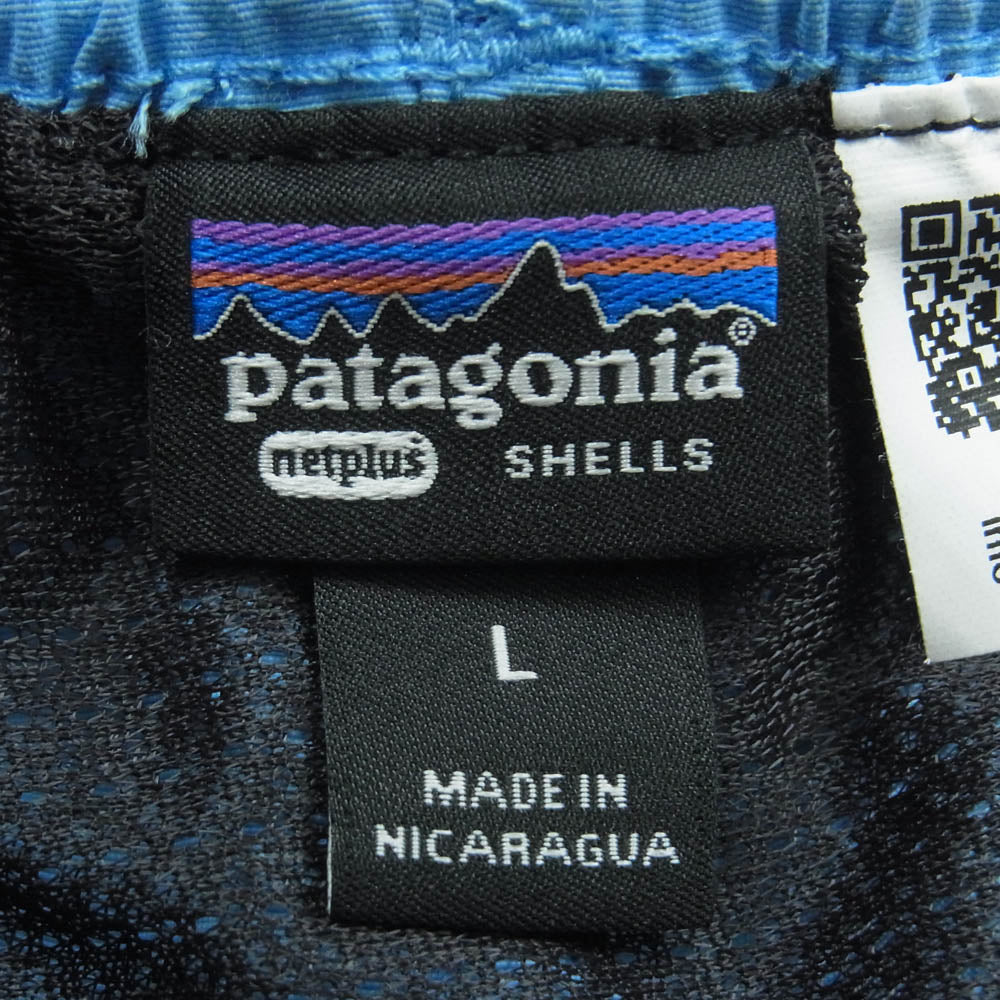 patagonia®
netplus SHELLS
L
MADE IN
NICARAGUA